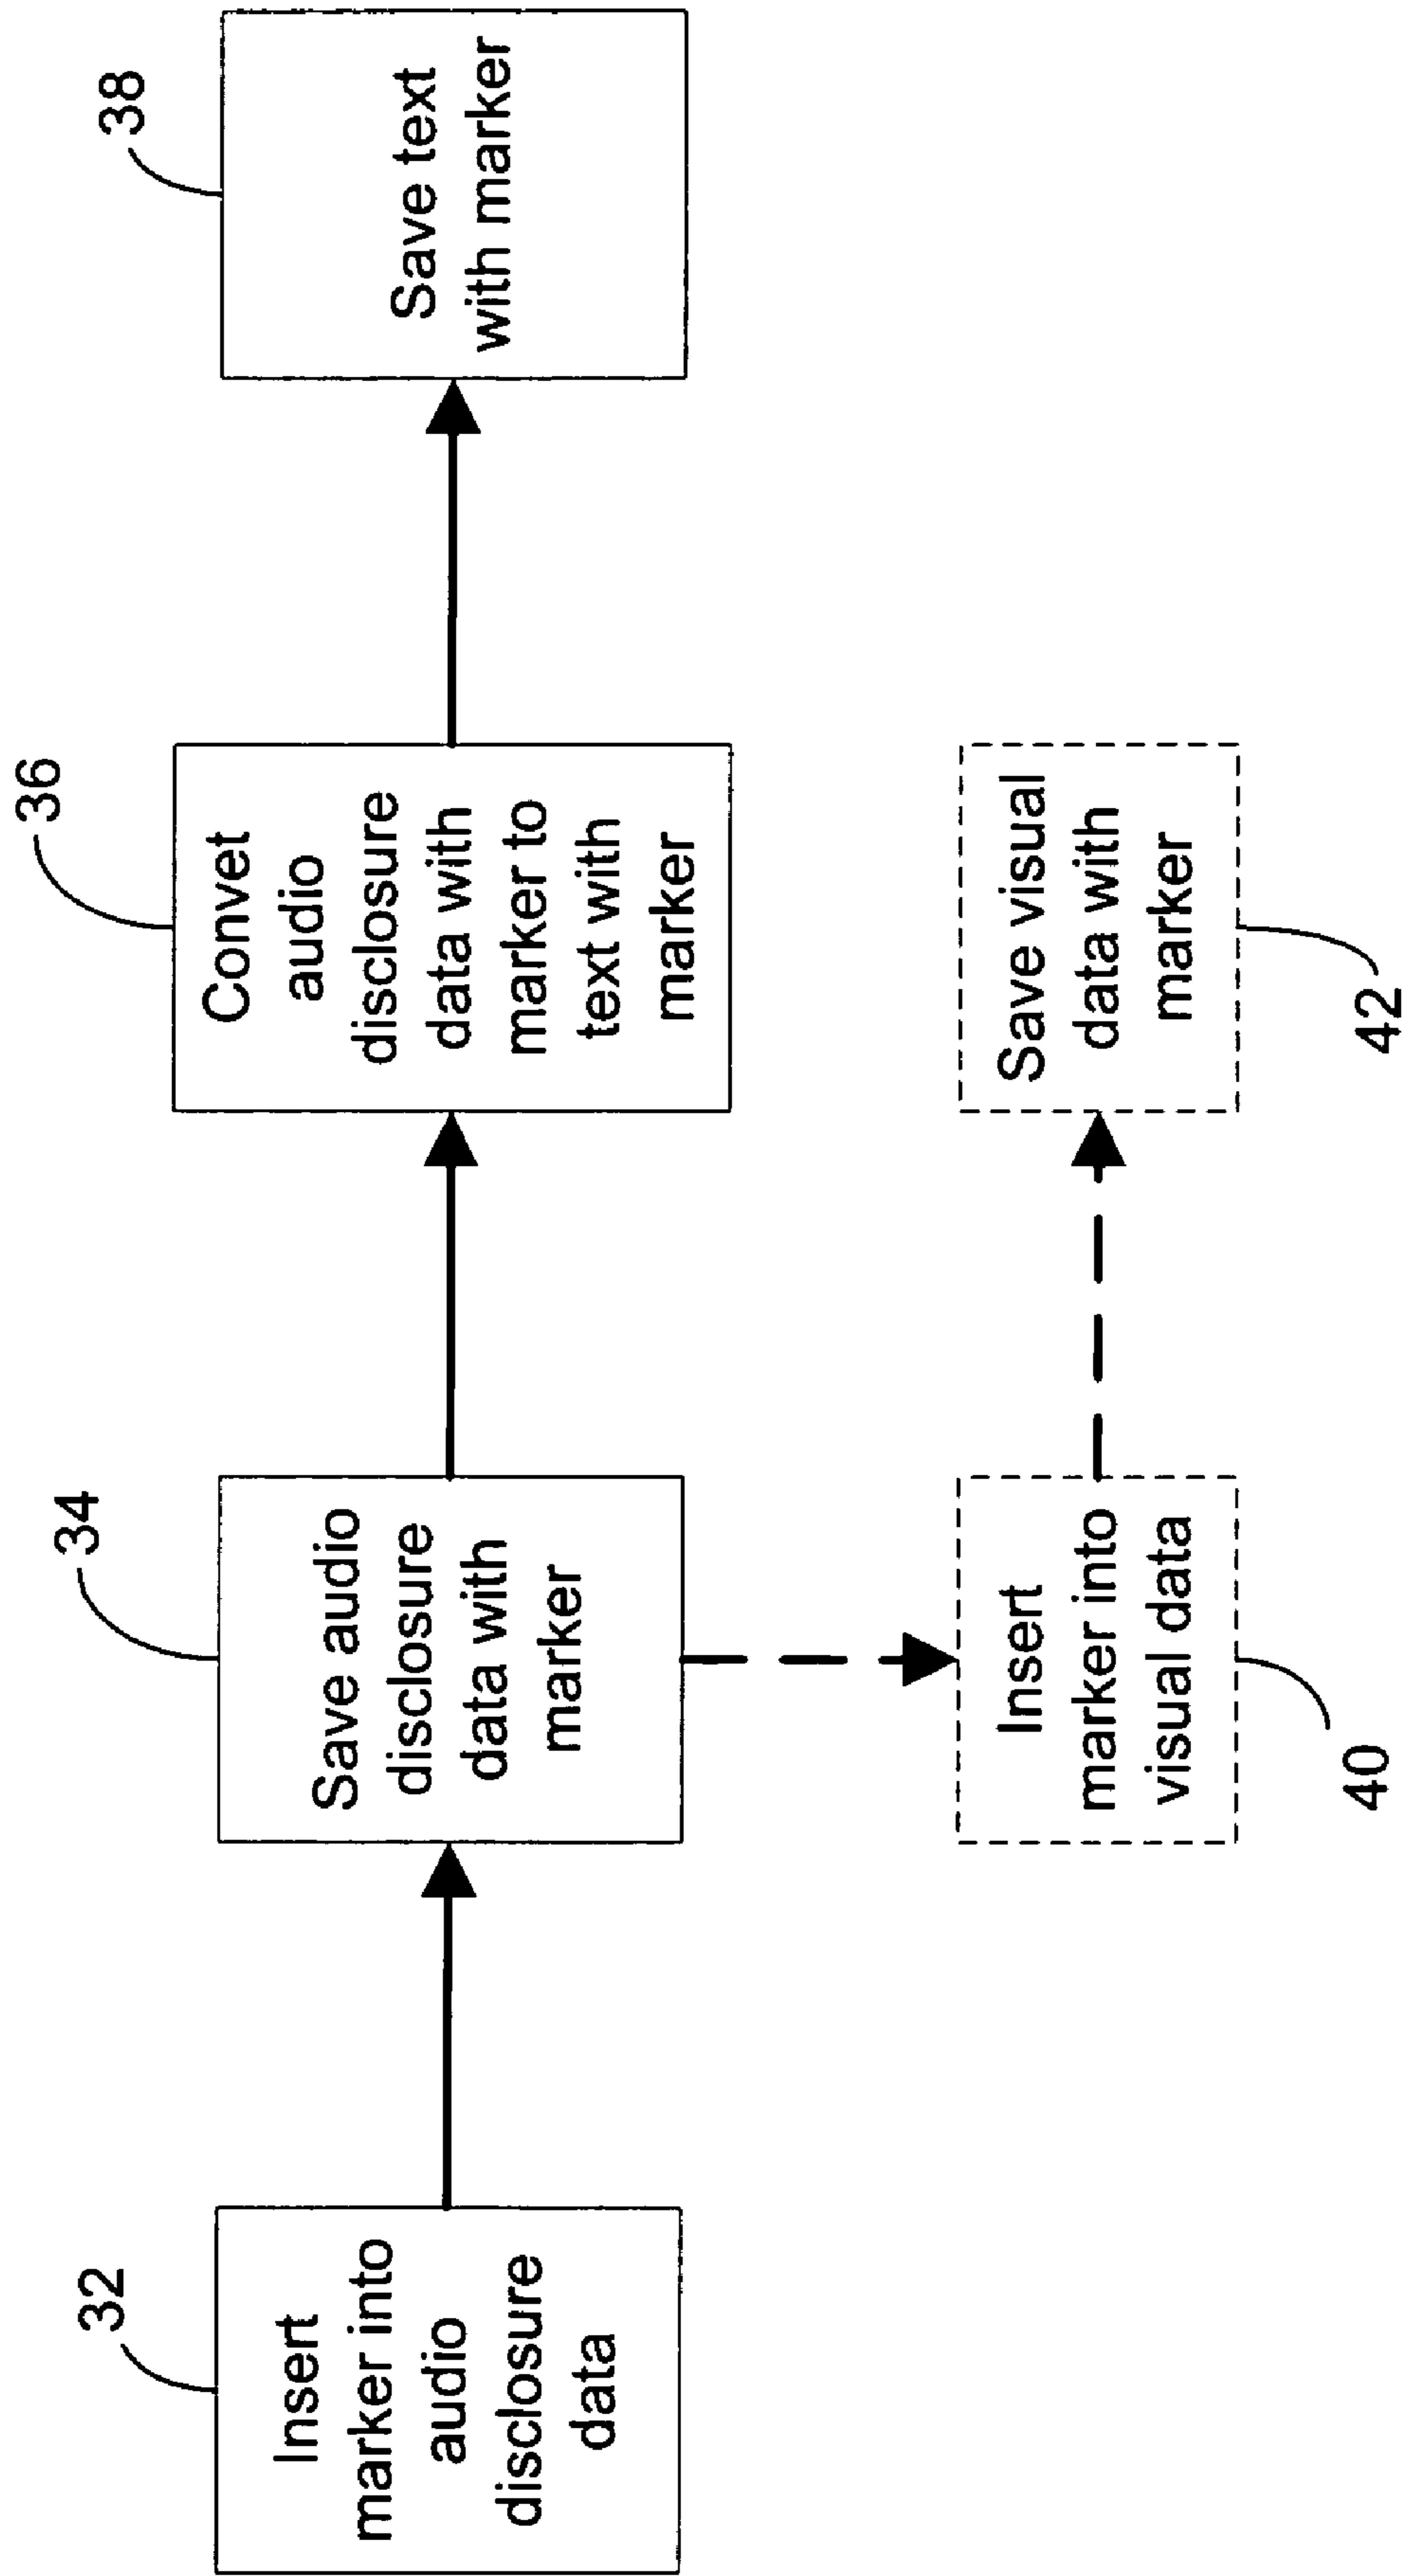 32
Insert
marker into
audio
disclosure
data
34
Save audio
disclosure
data with
marker
36
Convet
audio
disclosure
data with
marker to
text with
marker
38
Save text
with marker
Insert
marker into
visual data
40
Save visual
data with
marker
42